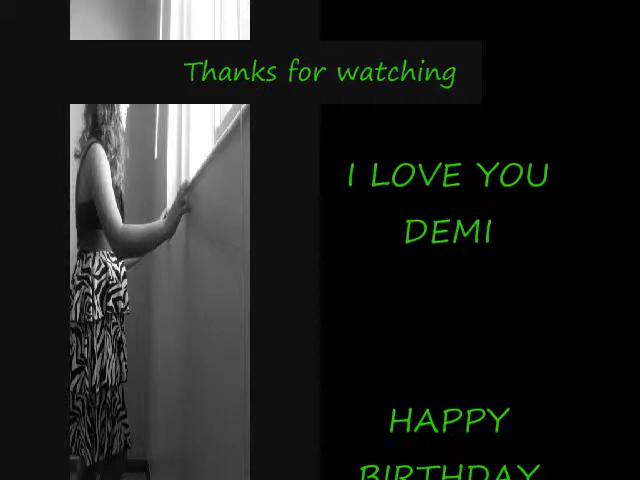 Thanks for watching
I LOVE YOU
DEMI
HAPPY
BIRTHDAY